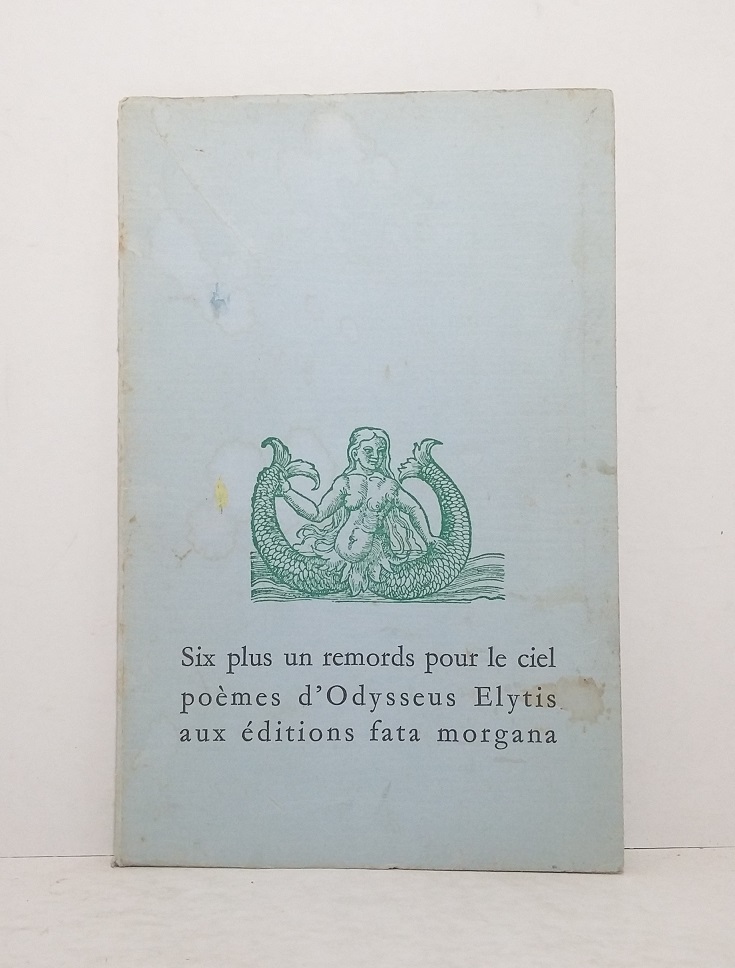 Six plus un remords pour le ciel
poèmes d'Odysseus Elytis
aux éditions fata morgana